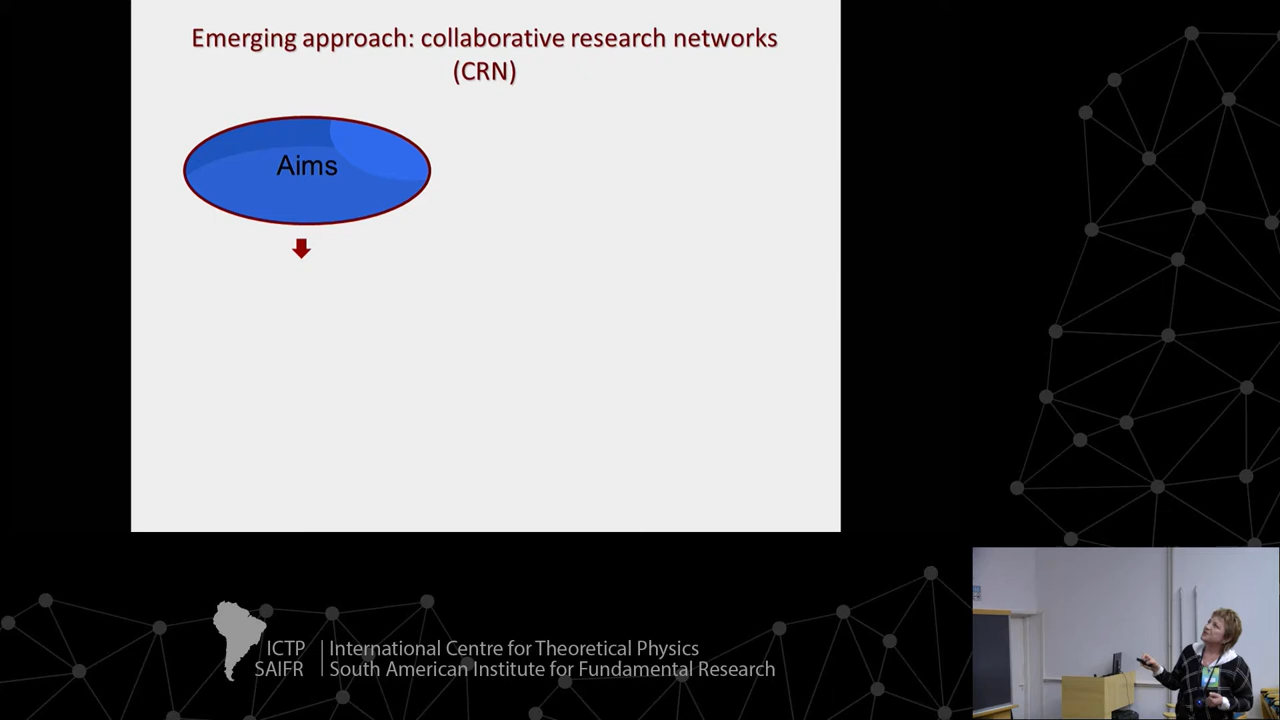 Emerging approach: collaborative research networks
(CRN)
Aims
ICTP
SAIFR
International Centre for Theoretical Physics
South American Institute for Fundamental Research